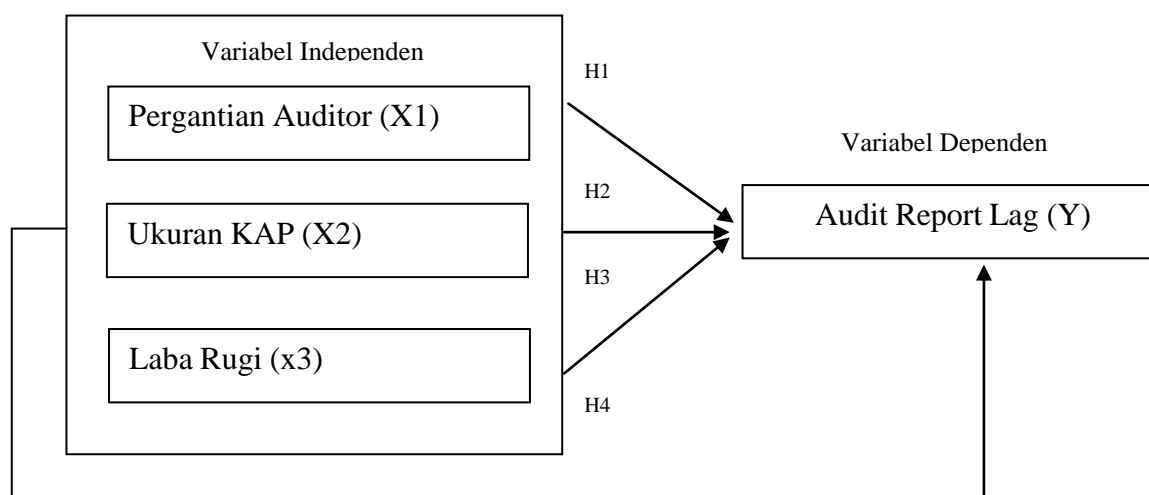 Variabel Independen
Pergantian Auditor (X1)
Ukuran KAP (X2)
Laba Rugi (x3)
H1
H2
H3
H4
Variabel Dependen
Audit Report Lag (Y)